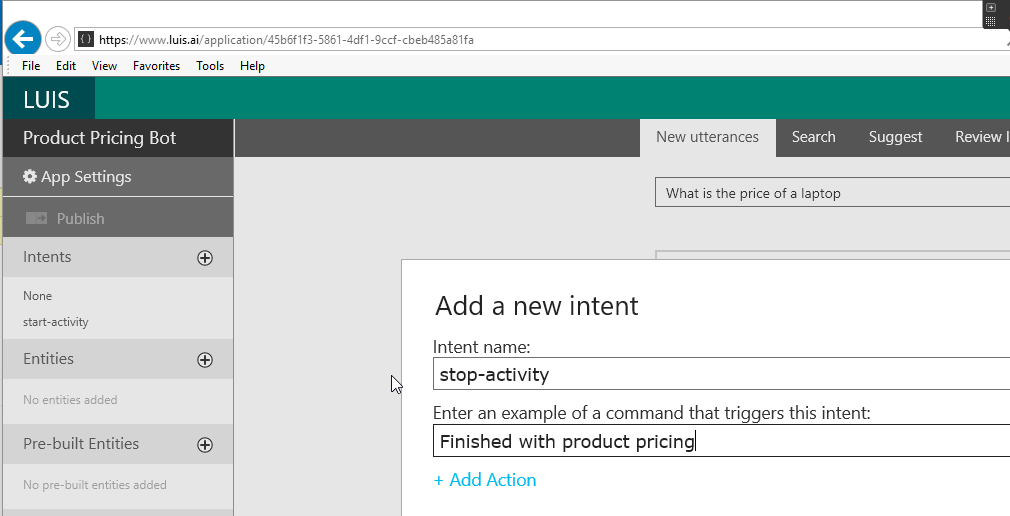 https://www.luis.ai/application/45b6f1f3-5861-4df1-9ccf-cbeb485a81fa
File Edit View Favorites Tools Help
LUIS
Product Pricing Bot
New utterances Search Suggest Review
App Settings
What is the price of a laptop
Publish
Intents
None
start-activity
Add a new intent
Intent name:
stop-activity
Entities
No entities added
Enter an example of a command that triggers this intent:
Finished with product pricing
Pre-built Entities
No pre-built entities added
+ Add Action